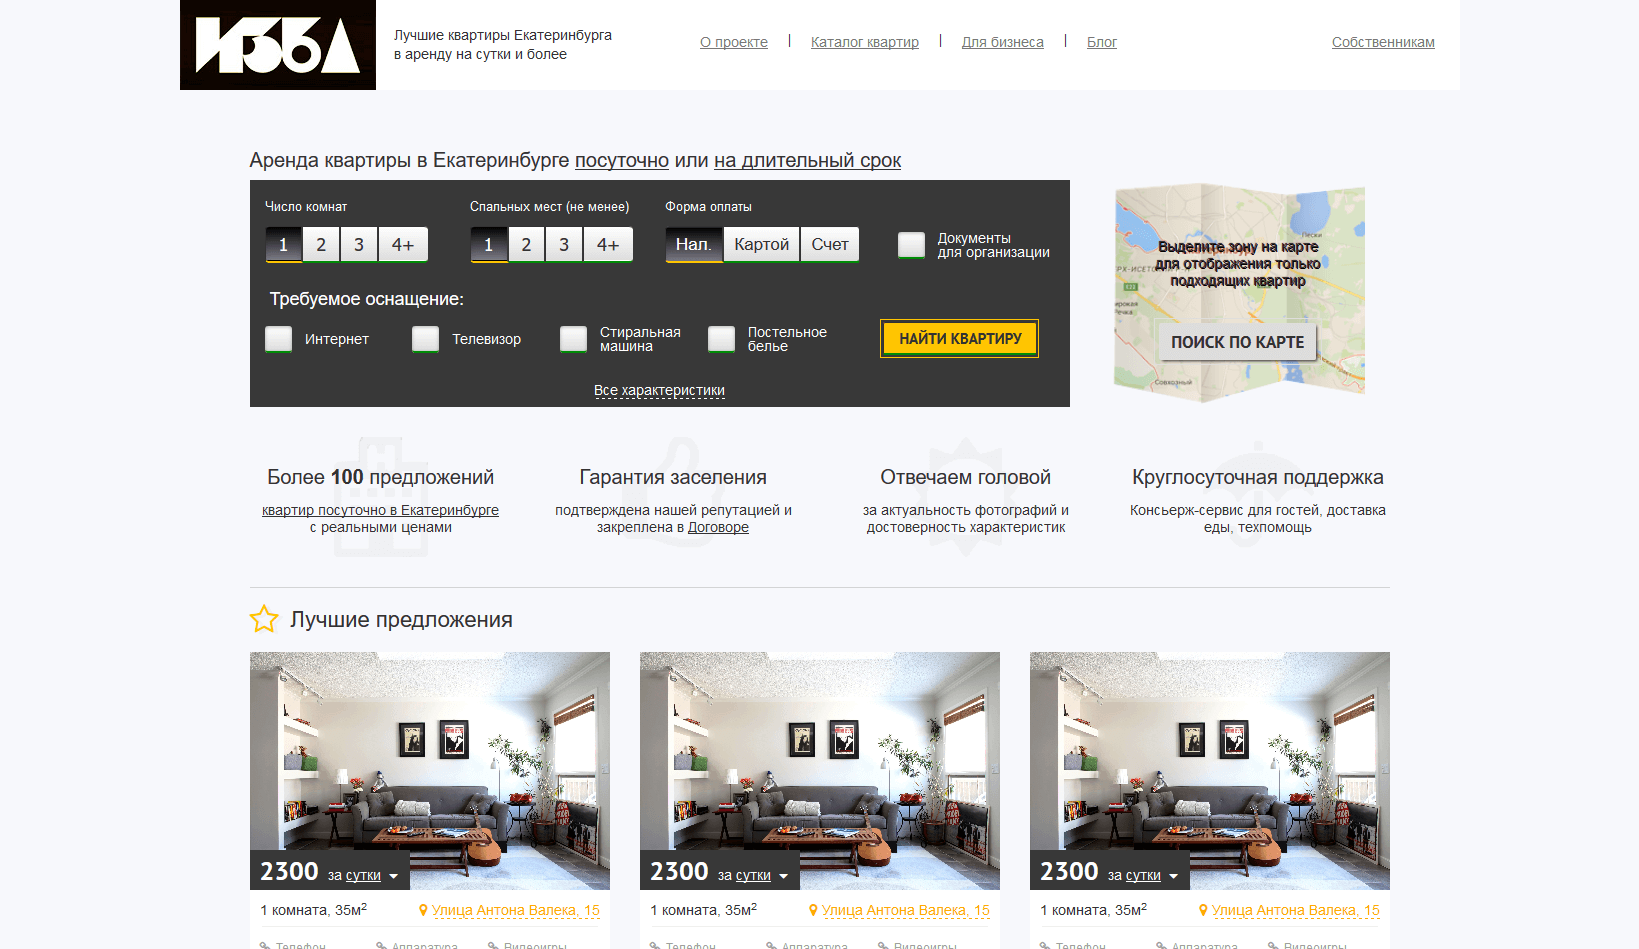 ИЗБА
Лучшие квартиры Екатеринбурга
в аренду на сутки и более
О проекте | Каталог квартир | Для бизнеса | Блог
Собственникам
Аренда квартиры в Екатеринбурге посуточно или на длительный срок
Число комнат
1 2 3 4+
Спальных мест (не менее)
1 2 3 4+
Форма оплаты
Нал. Картой Счет
Документы
для организации
Требуемое оснащение:
Интернет
Телевизор
Стиральная
машина
Постельное
белье
НАЙТИ КВАРТИРУ
Все характеристики
Выделите зону на карте
для отображения только
подходящих квартир
ПОИСК ПО КАРТЕ
Совхозный
Более 100 предложений
квартир посуточно в Екатеринбурге
с реальными ценами
Гарантия заселения
подтверждена нашей репутацией и
закреплена в Договоре
Отвечаем головой
за актуальность фотографий и
достоверность характеристик
Круглосуточная поддержка
Консьерж-сервис для гостей, доставка
еды, техпомощь
Лучшие предложения
2300 за сутки
1 комната, 35м²
Улица Антона Валека, 15
Телефон Аппаратура Видеоигры
2300 за сутки
1 комната, 35м²
Улица Антона Валека, 15
Телефон Аппаратура Видеоигры
2300 за сутки
1 комната, 35м²
Улица Антона Валека, 15
Телефон Аппаратура Видеоигры